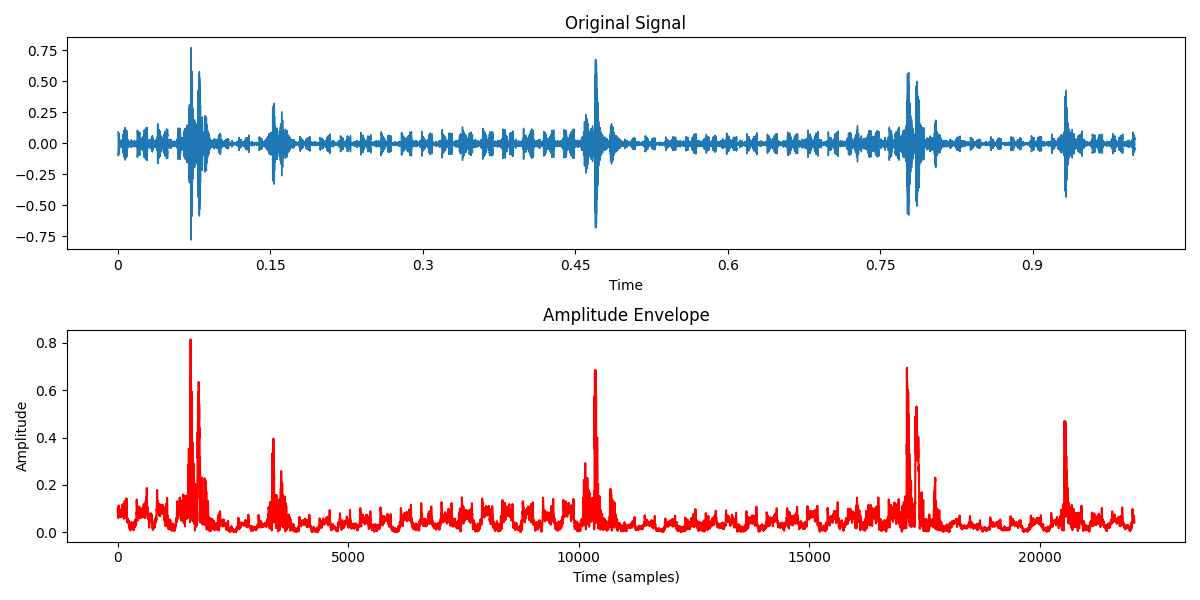 Original Signal
0.75
0.50
0.25
0.00
−0.25
−0.50
−0.75
0 0.15 0.3 0.45 0.6 0.75 0.9
Time
Amplitude Envelope
Amplitude
0.8
0.6
0.4
0.2
0.0
0 5000 10000 15000 20000
Time (samples)